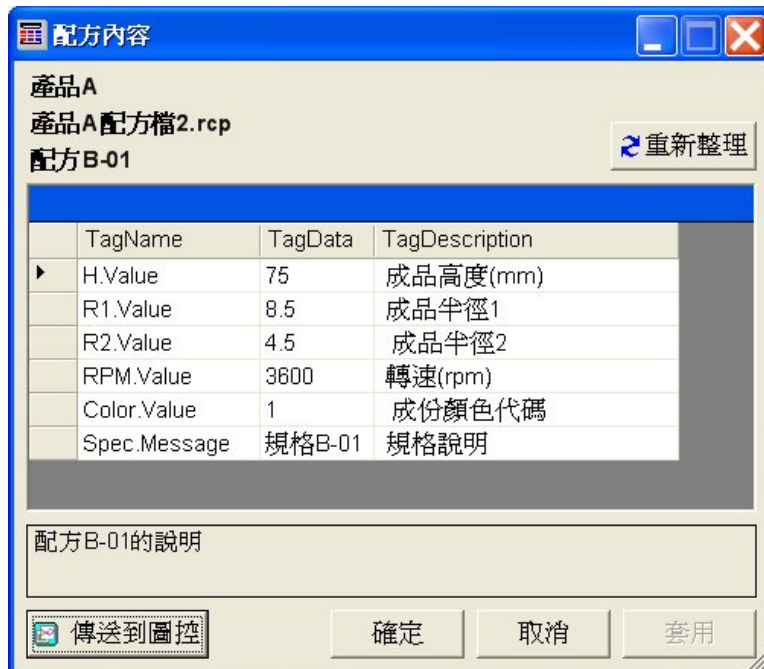 配方內容
產品A
產品A配方檔2.rcp
配方B-01
重新整理
TagName TagData TagDescription
H.Value 75 成品高度(mm)
R1.Value 8.5 成品半徑1
R2.Value 4.5 成品半徑2
RPM.Value 3600 轉速(rpm)
Color.Value 1 成份顏色代碼
Spec.Message 規格B-01 規格說明
配方B-01的說明
傳送到圖控 確定 取消 套用